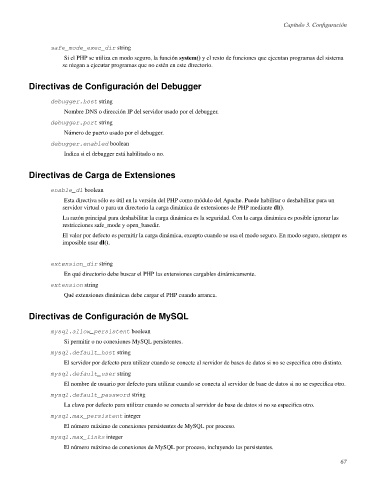 Capítulo 3. Configuración
safe_mode_exec_dir string
Si el PHP se utiliza en modo seguro, la función system() y el resto de funciones que ejecutan programas del sistema
se niegan a ejecutar programas que no estén en este directorio.
Directivas de Configuración del Debugger
debugger.host string
Nombre DNS o dirección IP del servidor usado por el debugger.
debugger.port string
Número de puerto usado por el debugger.
debugger.enabled boolean
Indica si el debugger está habilitado o no.
Directivas de Carga de Extensiones
enable_dl boolean
Esta directiva sólo es útil en la versión del PHP como módulo del Apache. Puede habilitar o deshabilitar para un
servidor virtual o para un directorio la carga dinámica de extensiones de PHP mediante dl().
La razón principal para deshabilitar la carga dinámica es la seguridad. Con la carga dinámica es posible ignorar las
restricciones safe_mode y open_basedir.
El valor por defecto es permitir la carga dinámica, excepto cuando se usa el modo seguro. En modo seguro, siempre es
imposible usar dl().
extension_dir string
En qué directorio debe buscar el PHP las extensiones cargables dinámicamente.
extension string
Qué extensiones dinámicas debe cargar el PHP cuando arranca.
Directivas de Configuración de MySQL
mysql.allow_persistent boolean
Si permitir o no conexiones MySQL persistentes.
mysql.default_host string
El servidor por defecto para utilizar cuando se conecte al servidor de bases de datos si no se especifica otro distinto.
mysql.default_user string
El nombre de usuario por defecto para utilizar cuando se conecta al servidor de base de datos si no se especifica otro.
mysql.default_password string
La clave por defecto para utilizar cuando se conecta al servidor de base de datos si no se especifica otro.
mysql.max_persistent integer
El número máximo de conexiones persistentes de MySQL por proceso.
mysql.max_links integer
El número máximo de conexiones de MySQL por proceso, incluyendo las persistentes.
67